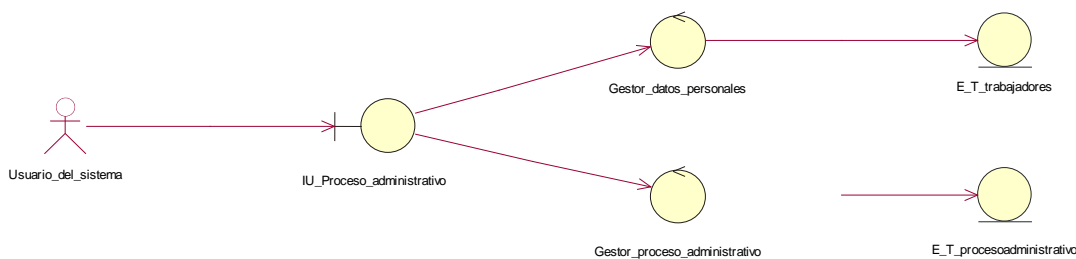 Gestor_datos_personales
E_T_trabajadores
Usuario_del_sistema
IU_Proceso_administrativo
Gestor_proceso_administrativo
E_T_procesoadministrativo